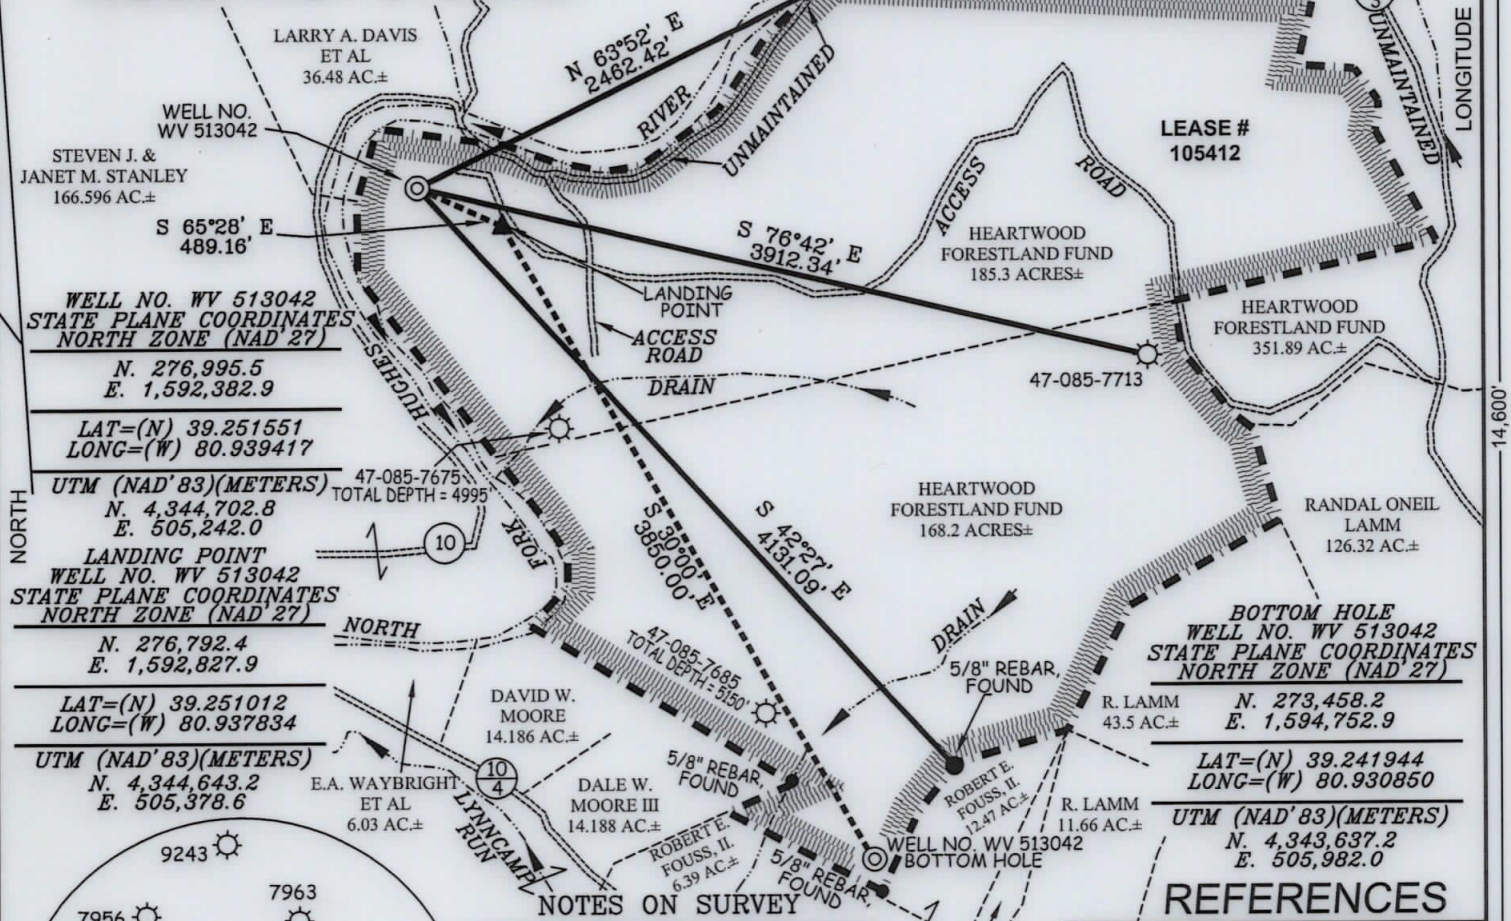 LARRY A. DAVIS
ET AL
36.48 AC.±
N 63°52' E
2462.42'
RIVER
UNMAINTAINED
UNMAINTAINED
LONGITUDE
WELL NO.
WV 513042
STEVEN J. &
JANET M. STANLEY
166.596 AC.±
LEASE #
105412
ACCESS
ROAD
S 65°28' E
489.16'
S 76°42' E
3912.34'
HEARTWOOD
FORESTLAND FUND
185.3 ACRES±
LANDING
POINT
ACCESS
ROAD
HEARTWOOD
FORESTLAND FUND
351.89 AC.±
WELL NO. WV 513042
STATE PLANE COORDINATES
NORTH ZONE (NAD'27)
N. 276,995.5
E. 1,592,382.9
LAT=(N) 39.251551
LONG=(W) 80.939417
UTM (NAD'83)(METERS)
N. 4,344,702.8
E. 505,242.0
HUGHES
DRAIN
47-085-7713
14,600'
47-085-7675
TOTAL DEPTH = 4995'
NORTH
10
FORK
S 30°00' E
3850.00'
S 42°27' E
4131.09'
HEARTWOOD
FORESTLAND FUND
168.2 ACRES±
RANDAL ONEIL
LAMM
126.32 AC.±
LANDING POINT
WELL NO. WV 513042
STATE PLANE COORDINATES
NORTH ZONE (NAD'27)
N. 276,792.4
E. 1,592,827.9
LAT=(N) 39.251012
LONG=(W) 80.937834
UTM (NAD'83)(METERS)
N. 4,344,643.2
E. 505,378.6
NORTH
47-085-7685
TOTAL DEPTH = 5150'
DRAIN
5/8" REBAR,
FOUND
BOTTOM HOLE
WELL NO. WV 513042
STATE PLANE COORDINATES
NORTH ZONE (NAD'27)
N. 273,458.2
E. 1,594,752.9
LAT=(N) 39.241944
LONG=(W) 80.930850
UTM (NAD'83)(METERS)
N. 4,343,637.2
E. 505,982.0
R. LAMM
43.5 AC.±
DAVID W.
MOORE
14.186 AC.±
E.A. WAYBRIGHT
ET AL
6.03 AC.±
10
4
LYNNCAMP
RUN
DALE W.
MOORE III
14.188 AC.±
5/8" REBAR,
FOUND
ROBERT E.
FOUSS, II.
12.47 AC.±
R. LAMM
11.66 AC.±
ROBERT E.
FOUSS, II.
6.39 AC.±
5/8" REBAR,
FOUND
WELL NO. WV 513042
BOTTOM HOLE
9243
7963
7956
NOTES ON SURVEY
REFERENCES